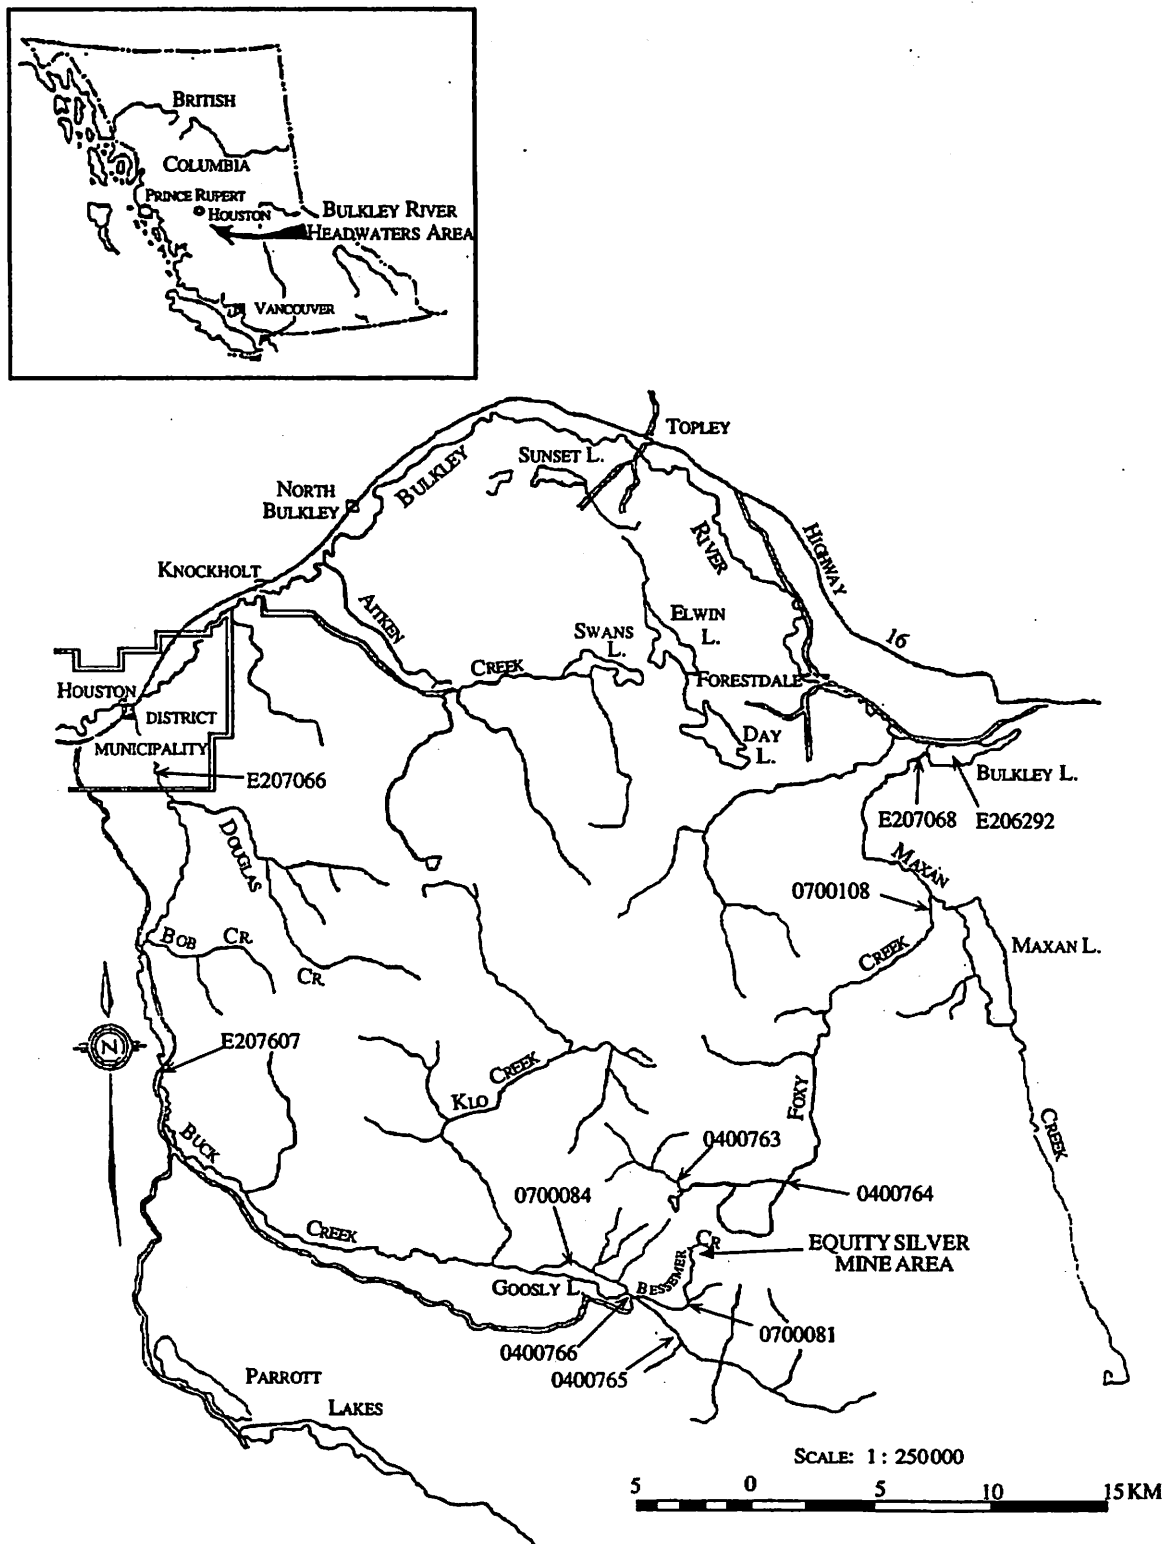 BRITISH
COLUMBIA
PRINCE RUPERT
HOUSTON
BULKLEY RIVER
HEADWATERS AREA
VANCOUVER
TOPLEY
SUNSET L.
BULKLEY
NORTH
BULKLEY
RIVER
HIGHWAY
16
KNOCKHOLT
AITKEN
CREEK
ELWIN
L.
SWANS
L.
FORESTDALE
HOUSTON
DISTRICT
MUNICIPALITY
DAY
L.
BULKLEY L.
E207066
E207068
E206292
DOUGLAS
CR.
MAXAN
0700108
CREEK
MAXAN L.
BOB CR.
N
E207607
KLO CREEK
FOXY
CREEK
BUCK
CREEK
0400763
0700084
0400764
CR
BESSEMER
EQUITY SILVER
MINE AREA
GOOSLY L.
0700081
0400766
0400765
PARROTT
LAKES
SCALE: 1 : 250000
5 0 5 10 15 KM